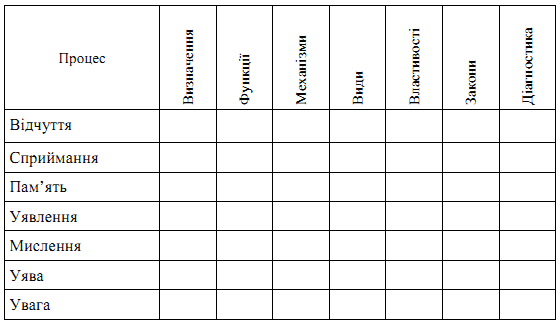 Процес
Визначення
Функції
Механізми
Види
Властивості
Закони
Діагностика
Відчуття
Сприймання
Пам’ять
Уявлення
Мислення
Уява
Увага